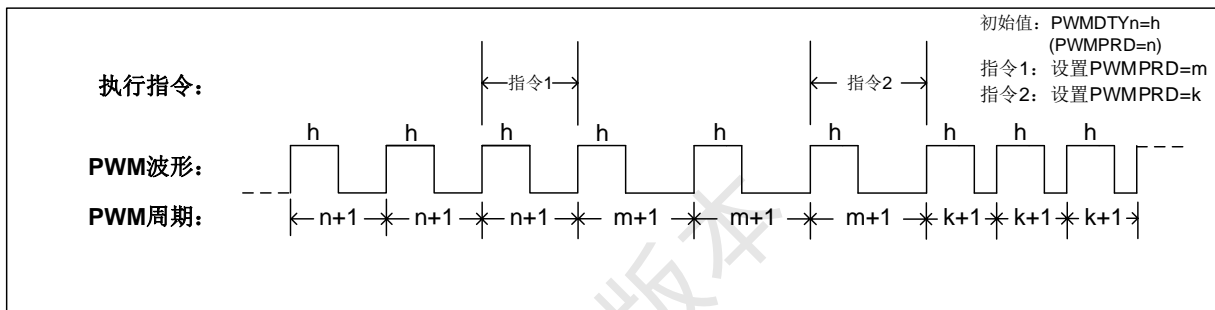 初始值：PWMDTYn=h
(PWMPRD=n)
指令1：设置PWMPRD=m
指令2：设置PWMPRD=k
执行指令：
指令1
指令2
PWM波形：
h h h h h h h h h
PWM周期：
n+1 n+1 n+1 m+1 m+1 m+1 k+1 k+1 k+1
版本